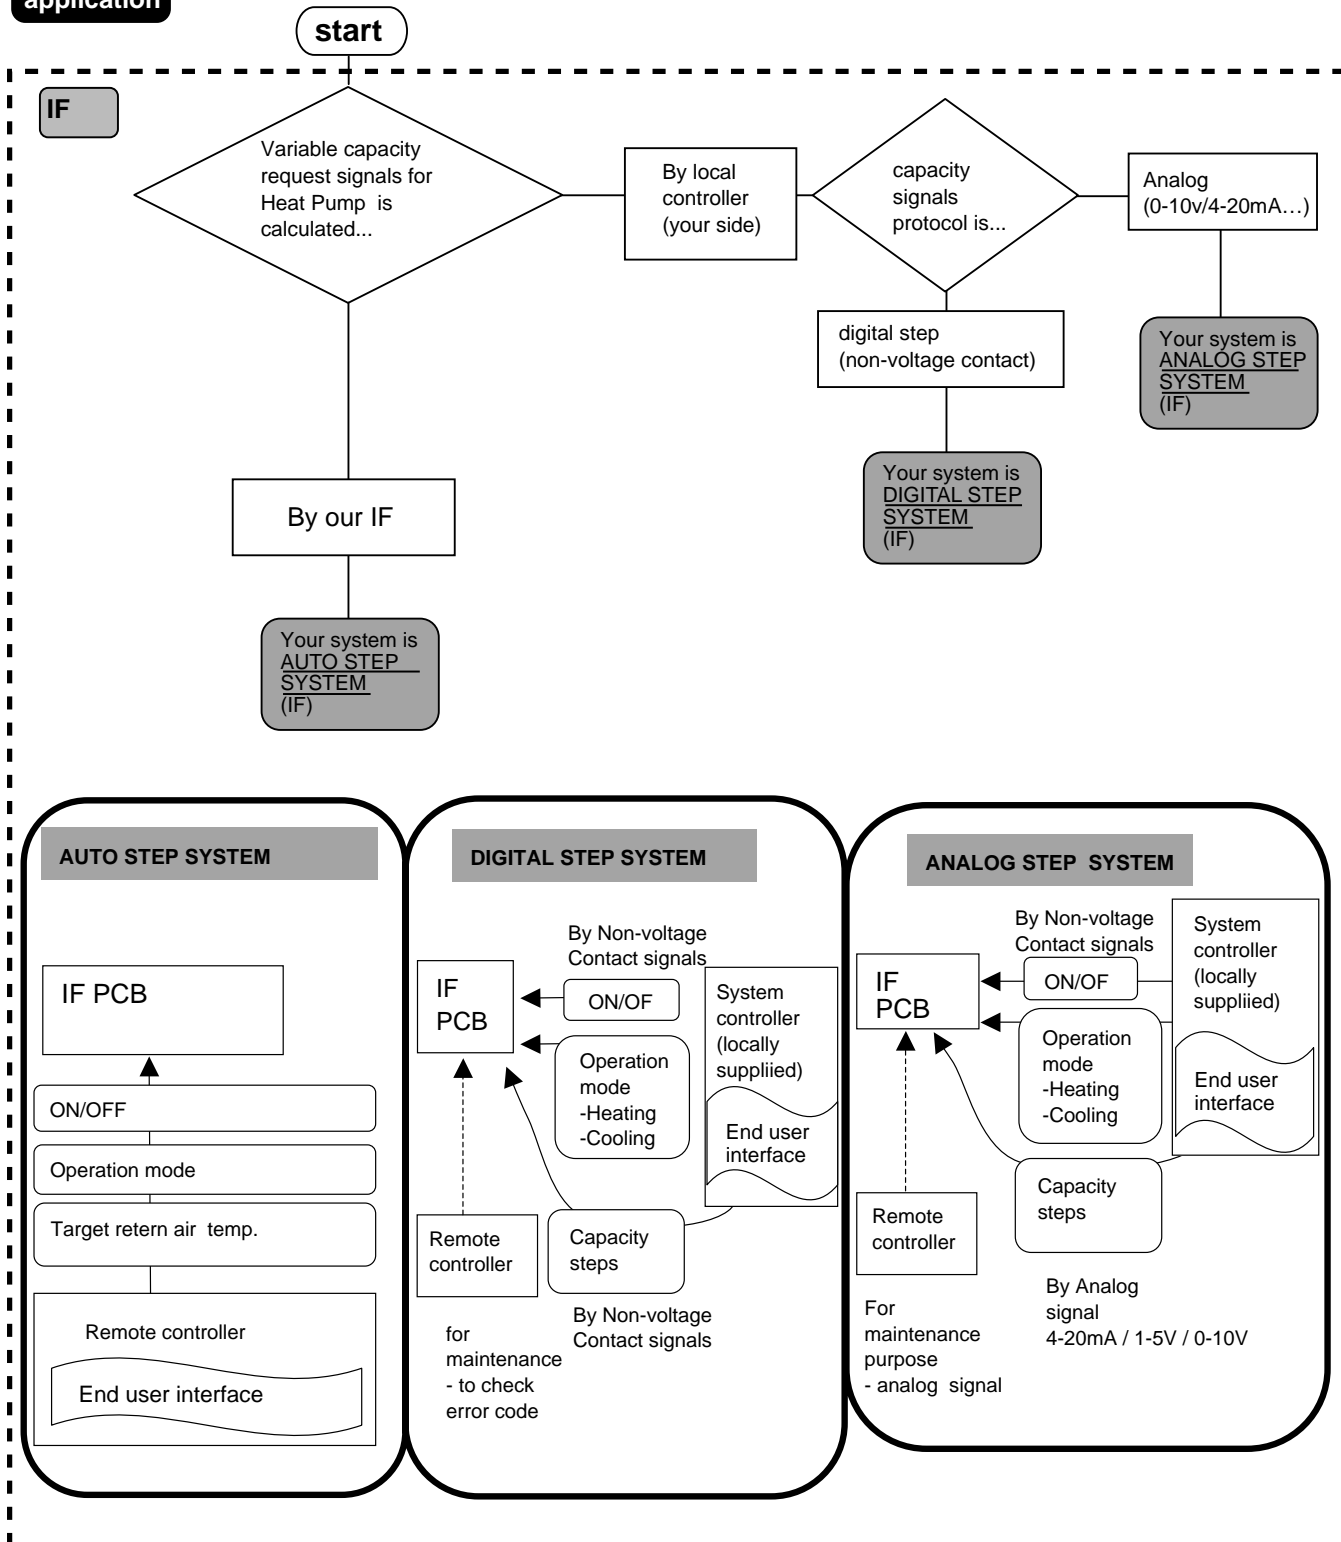 application
start
IF
Variable capacity
request signals for
Heat Pump is
calculated...
By local
controller
(your side)
capacity
signals
protocol is...
Analog
(0-10v/4-20mA…)
digital step
(non-voltage contact)
Your system is
ANALOG STEP
SYSTEM
(IF)
Your system is
DIGITAL STEP
SYSTEM
(IF)
By our IF
Your system is
AUTO STEP
SYSTEM
(IF)
AUTO STEP SYSTEM
IF PCB
ON/OFF
Operation mode
Target retern air temp.
Remote controller
End user interface
DIGITAL STEP SYSTEM
By Non-voltage
Contact signals
IF
PCB
ON/OF
System
controller
(locally
suppliied)
Operation
mode
-Heating
-Cooling
End user
interface
Remote
controller
Capacity
steps
By Non-voltage
Contact signals
for
maintenance
- to check
error code
ANALOG STEP SYSTEM
By Non-voltage
Contact signals
IF
PCB
ON/OF
System
controller
(locally
suppliied)
Operation
mode
-Heating
-Cooling
End user
interface
Remote
controller
Capacity
steps
For
maintenance
purpose
- analog signal
By Analog
signal
4-20mA / 1-5V / 0-10V